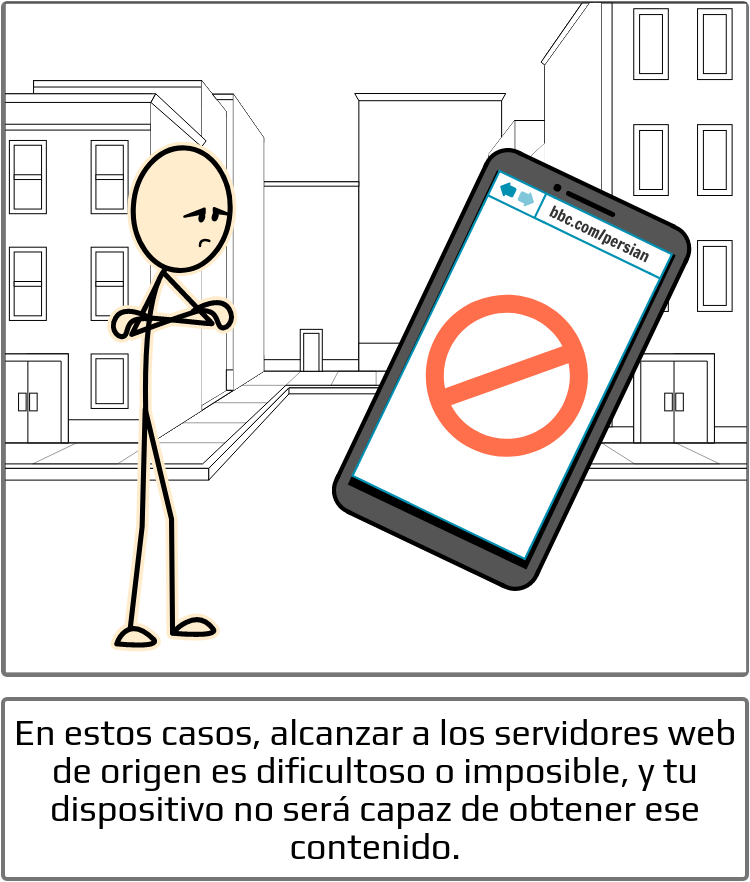 bbc.com/persian
En estos casos, alcanzar a los servidores web
de origen es dificultoso o imposible, y tu
dispositivo no será capaz de obtener ese
contenido.